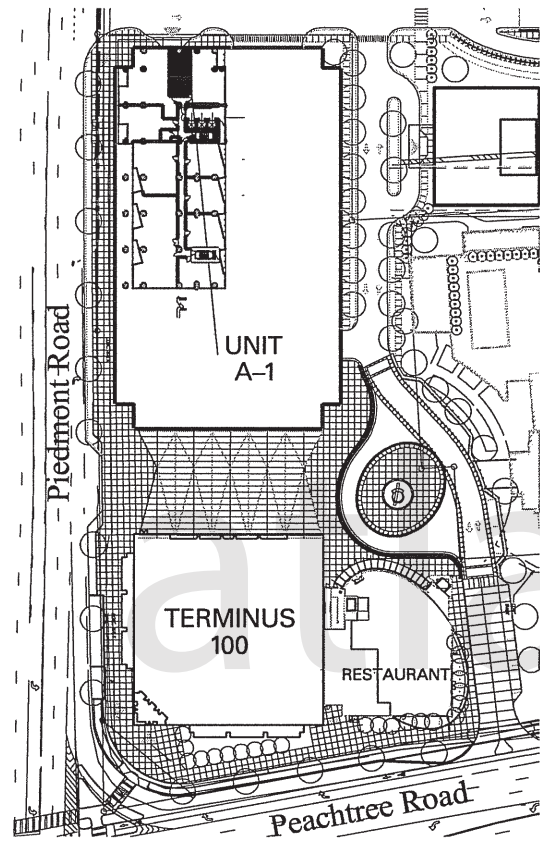 Piedmont Road
UNIT
A–1
TERMINUS
100
RESTAURANT
Peachtree Road